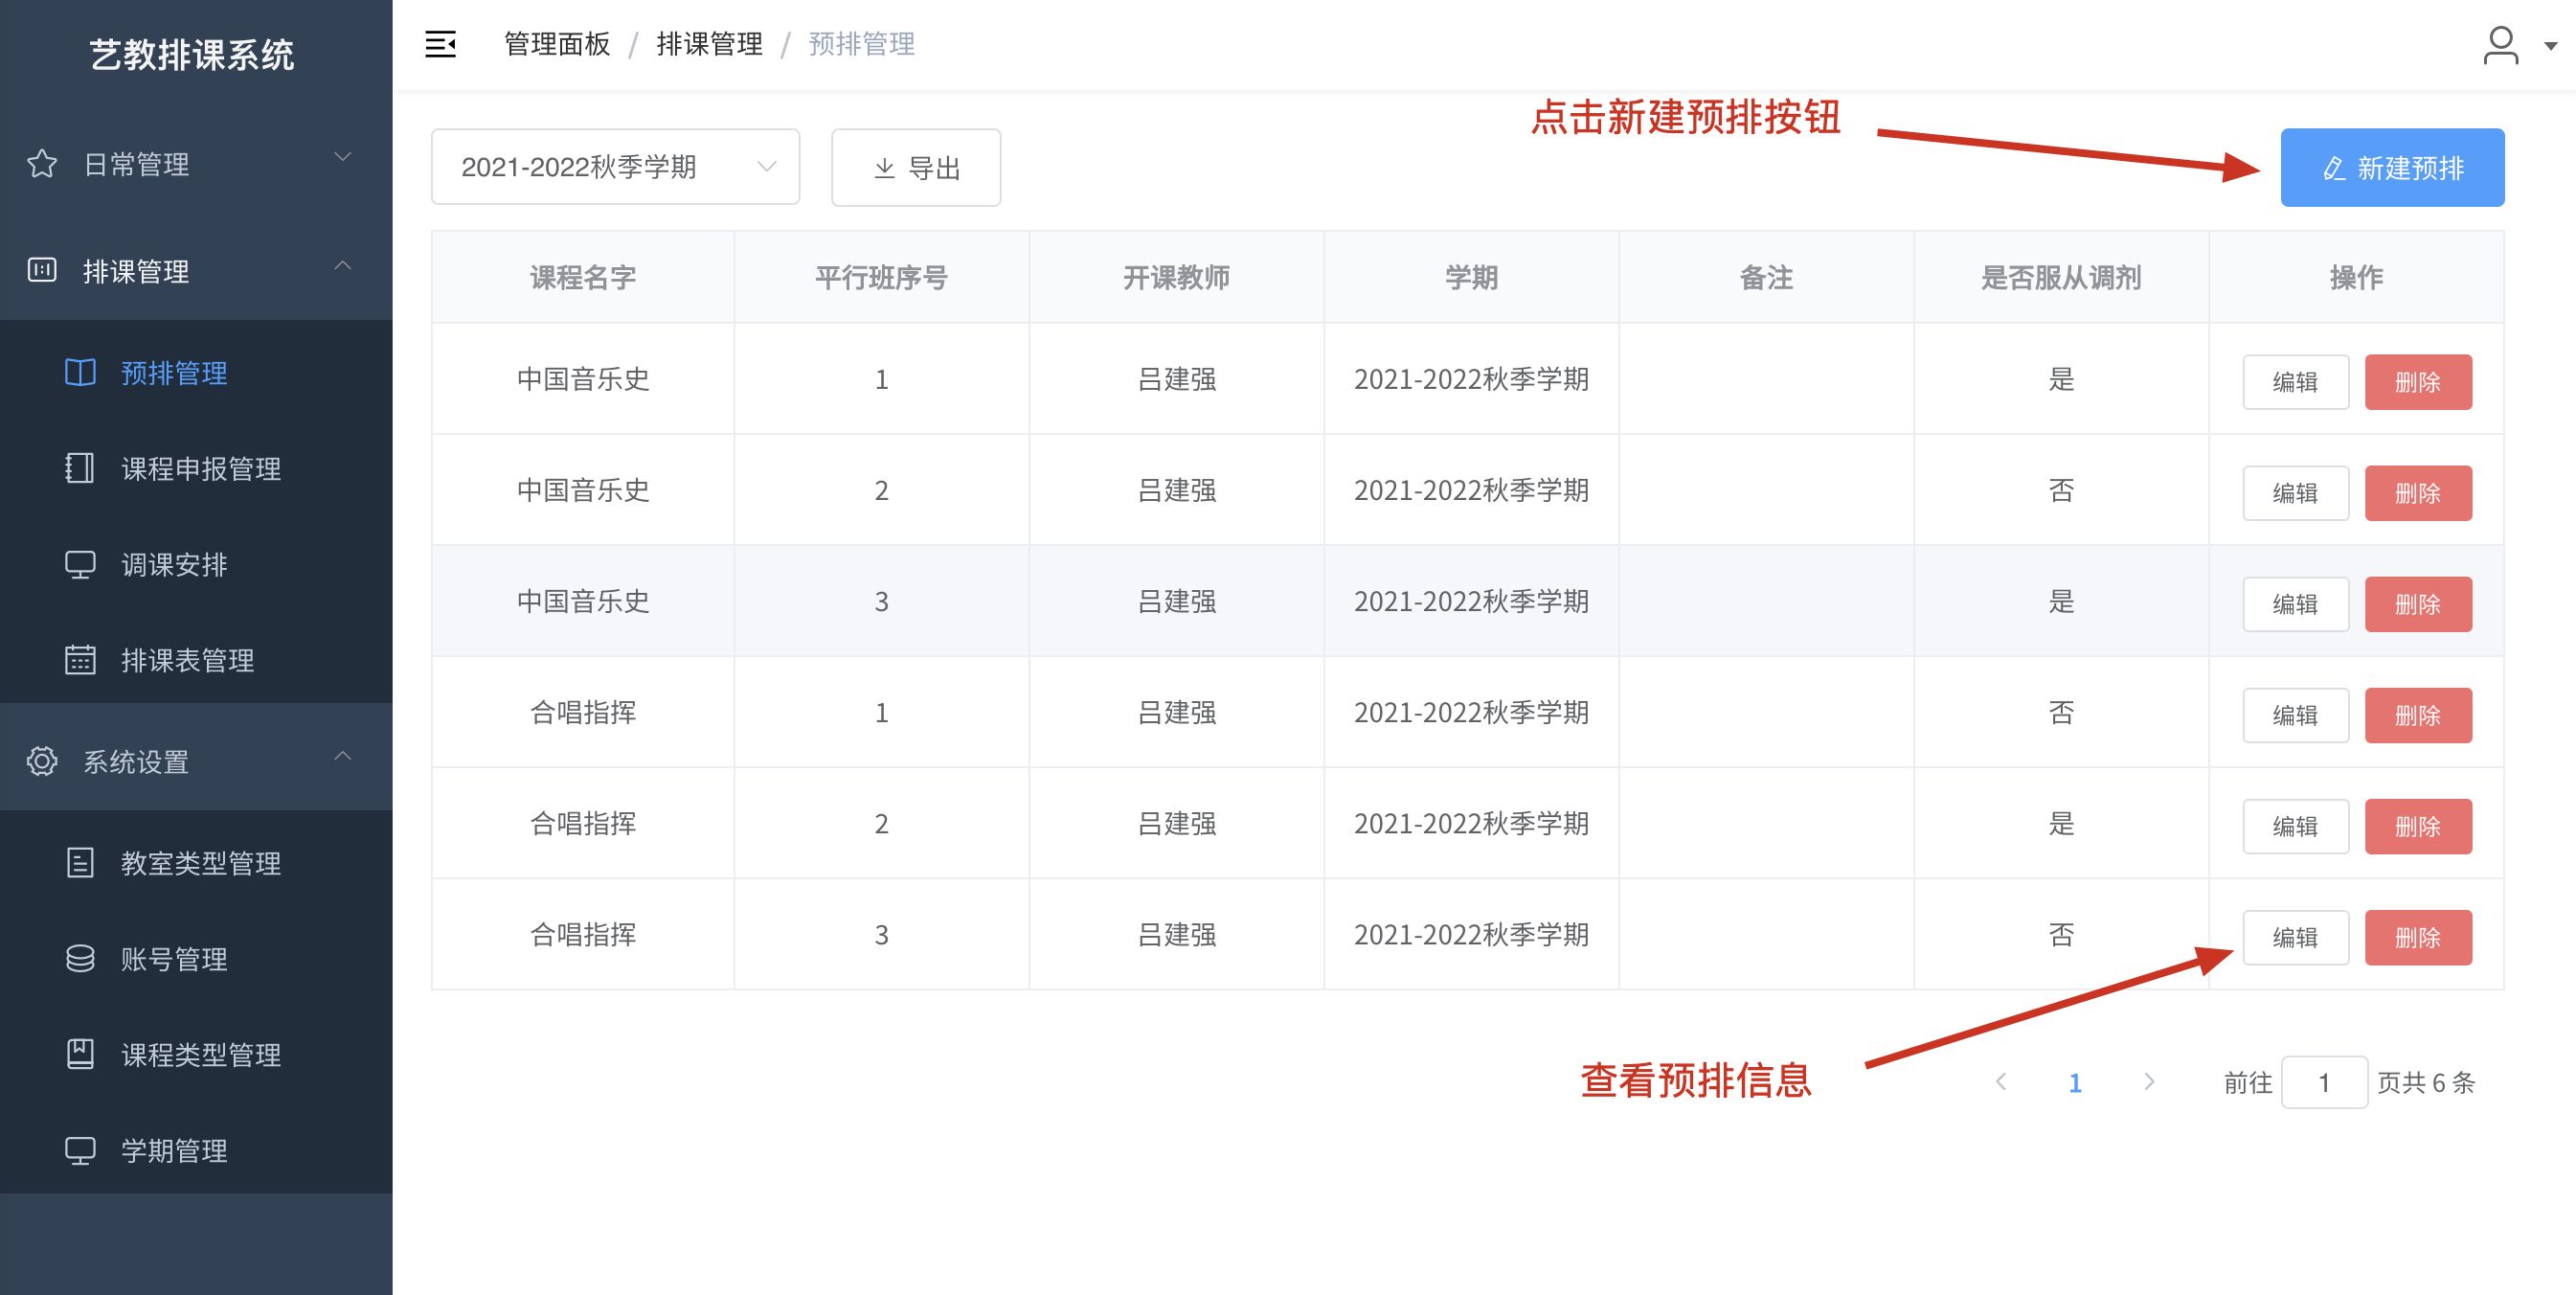 艺教排课系统
日常管理
排课管理
预排管理
课程申报管理
调课安排
排课表管理
系统设置
教室类型管理
账号管理
课程类型管理
学期管理
管理面板 / 排课管理 / 预排管理
点击新建预排按钮
2021-2022秋季学期 导出 新建预排
课程名字 平行班序号 开课教师 学期 备注 是否服从调剂 操作
中国音乐史 1 吕建强 2021-2022秋季学期 是 编辑 删除
中国音乐史 2 吕建强 2021-2022秋季学期 否 编辑 删除
中国音乐史 3 吕建强 2021-2022秋季学期 是 编辑 删除
合唱指挥 1 吕建强 2021-2022秋季学期 否 编辑 删除
合唱指挥 2 吕建强 2021-2022秋季学期 是 编辑 删除
合唱指挥 3 吕建强 2021-2022秋季学期 否 编辑 删除
查看预排信息
1 前往 1 页共 6 条